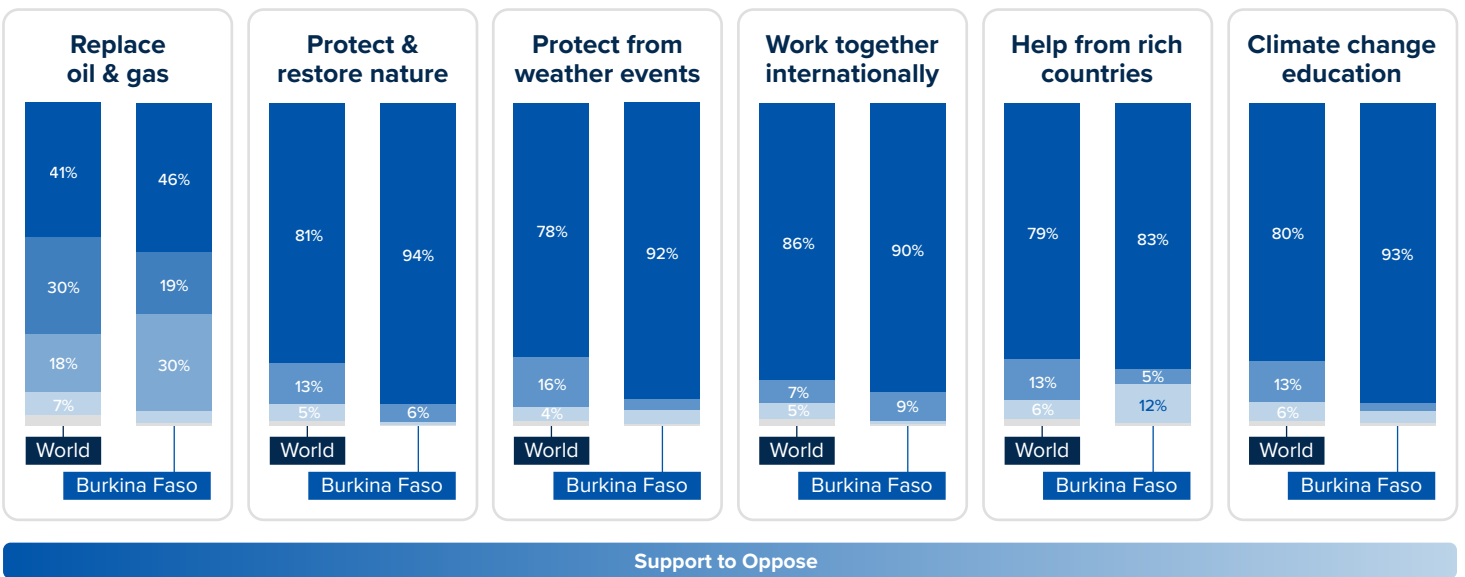 Replace
oil & gas
41%
46%
30%
19%
18%
30%
7%
World
Burkina Faso
Protect &
restore nature
81%
94%
13%
5%
6%
World
Burkina Faso
Protect from
weather events
78%
92%
16%
4%
World
Burkina Faso
Work together
internationally
86%
90%
7%
5%
9%
World
Burkina Faso
Help from rich
countries
79%
83%
13%
5%
6%
12%
World
Burkina Faso
Climate change
education
80%
93%
13%
6%
World
Burkina Faso
Support to Oppose